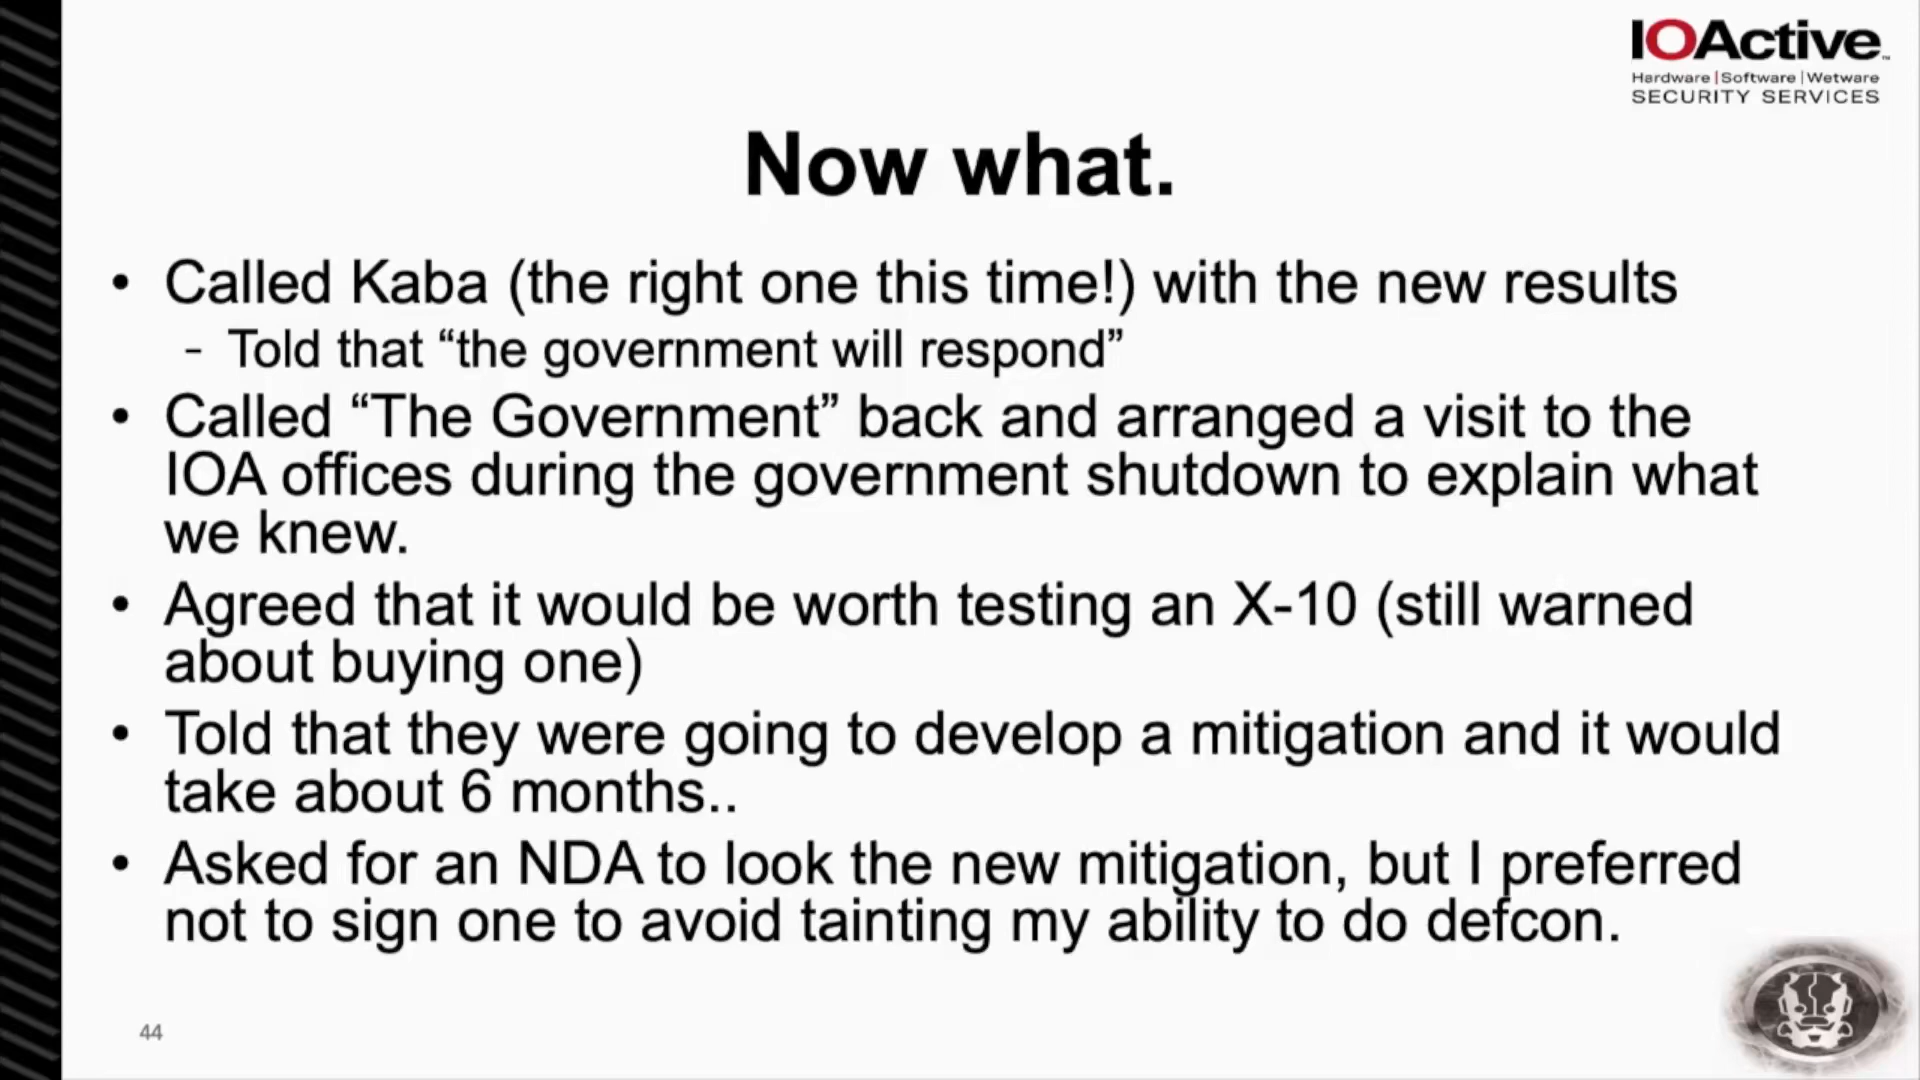 IOActive™
Hardware | Software | Wetware
SECURITY SERVICES
Now what.
• Called Kaba (the right one this time!) with the new results
- Told that “the government will respond”
• Called “The Government” back and arranged a visit to the
IOA offices during the government shutdown to explain what
we knew.
• Agreed that it would be worth testing an X-10 (still warned
about buying one)
• Told that they were going to develop a mitigation and it would
take about 6 months..
• Asked for an NDA to look the new mitigation, but I preferred
not to sign one to avoid tainting my ability to do defcon.
44